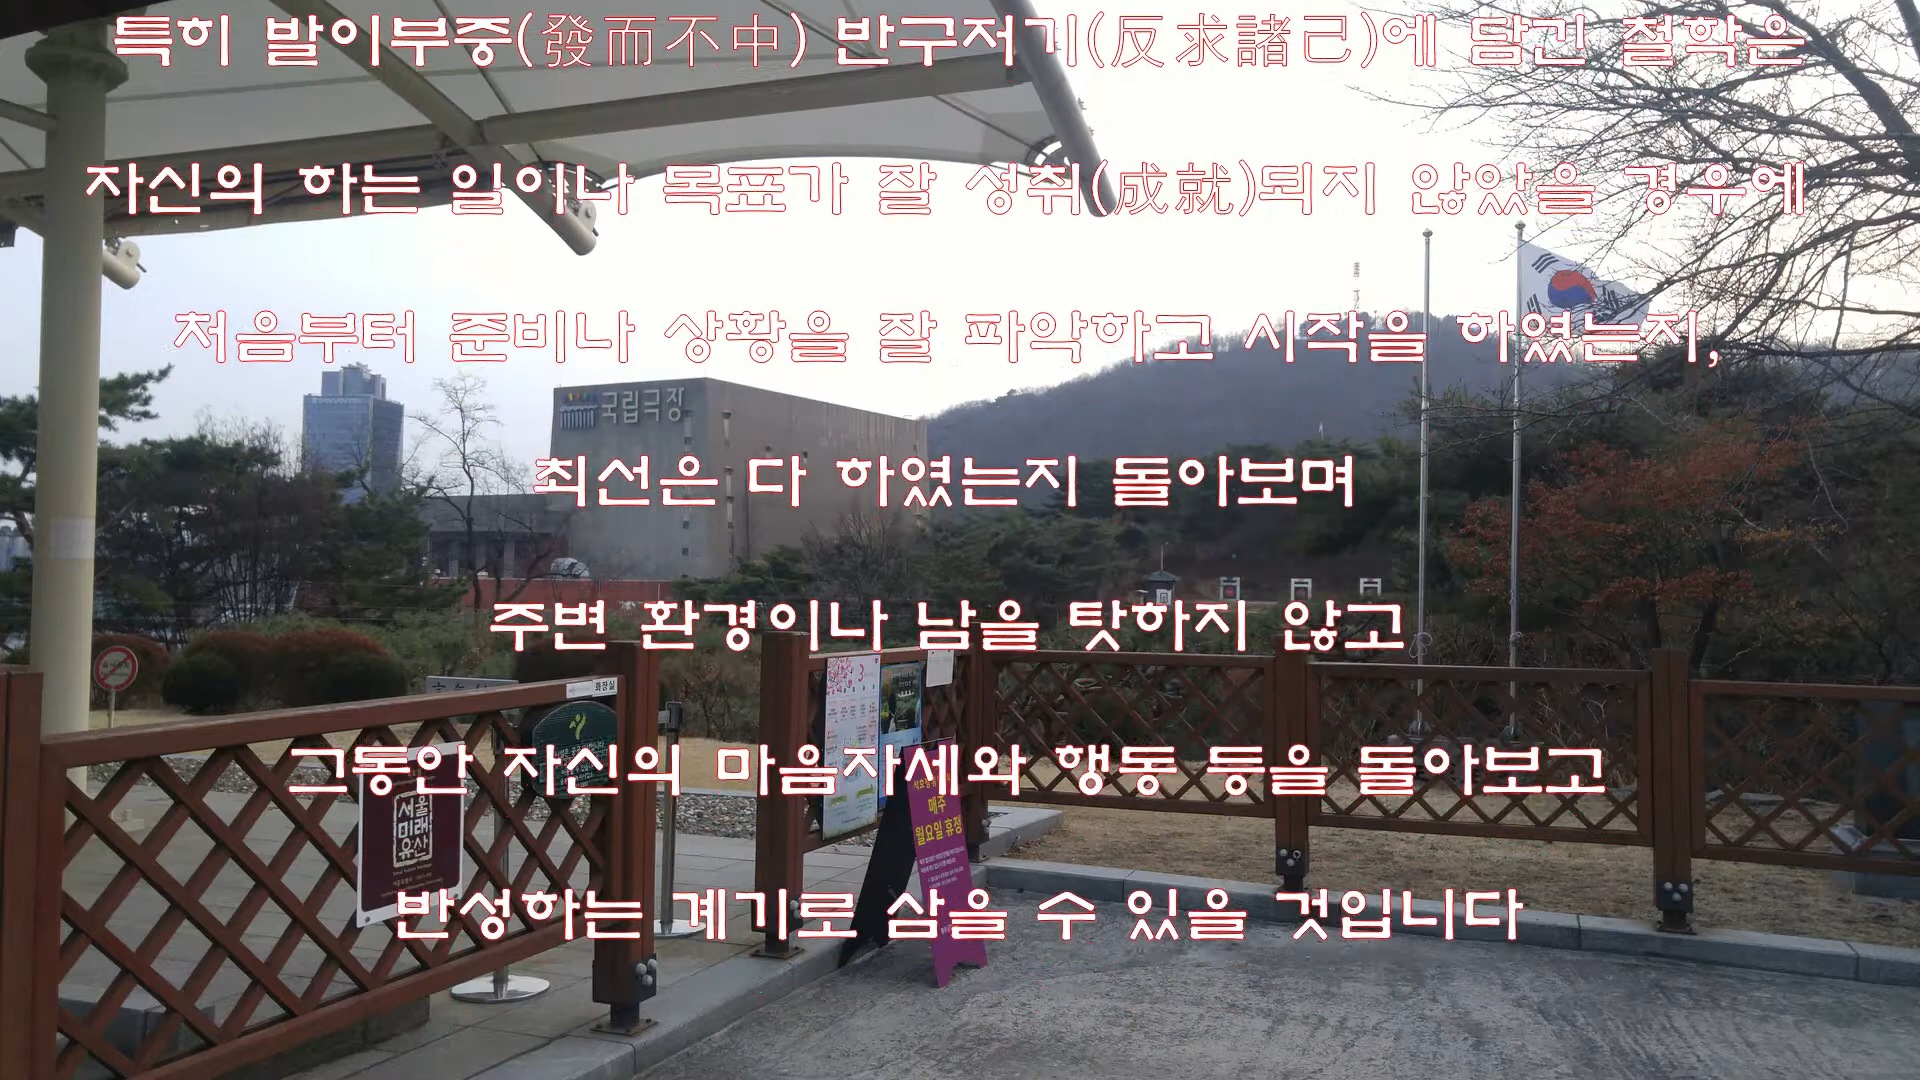 특히 발이부중(發而不中) 반구저기(反求諸己)에 담긴 철학은
자신의 하는 일이나 목표가 잘 성취(成就)되지 않았을 경우에
처음부터 준비나 상황을 잘 파악하고 시작을 하였는지,
국립극장
최선은 다 하였는지 돌아보며
주변 환경이나 남을 탓하지 않고
화장실
3
그동안 자신의 마음자세와 행동 등을 돌아보고
매주
월요일 휴정
서울
미래
유산
반성하는 계기로 삼을 수 있을 것입니다